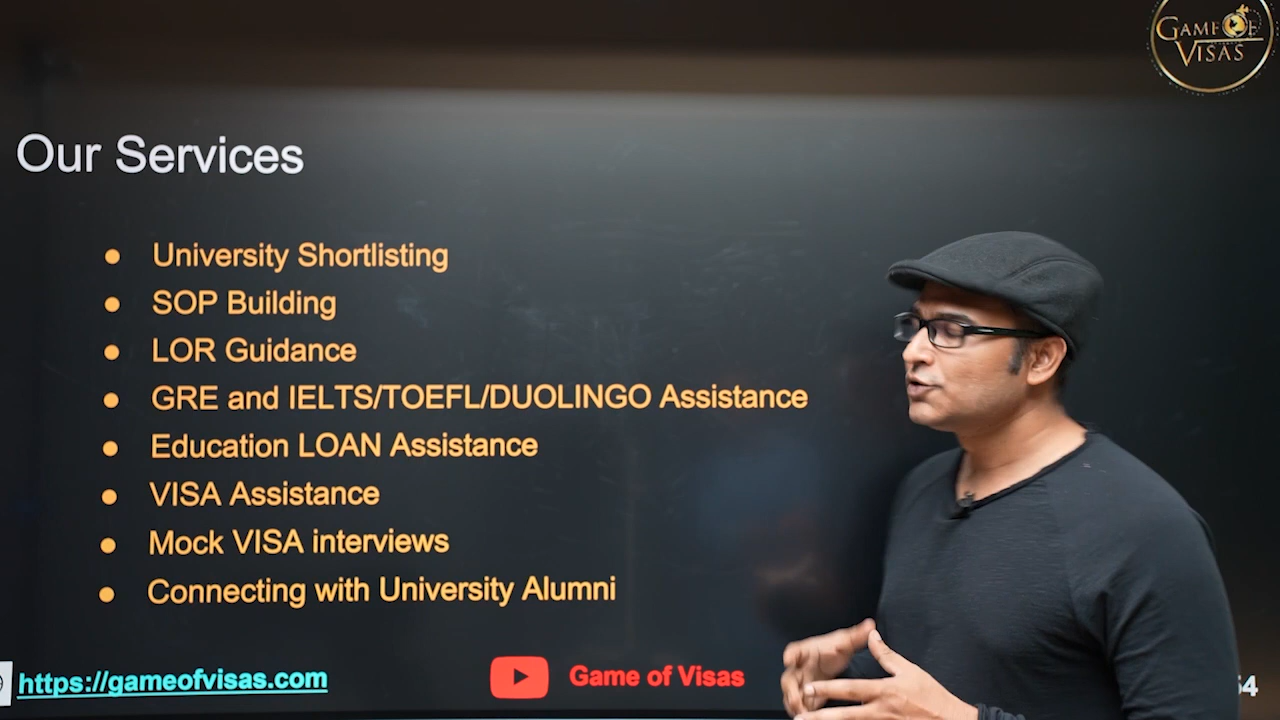 GAME OF
VISAS
Our Services
● University Shortlisting
● SOP Building
● LOR Guidance
● GRE and IELTS/TOEFL/DUOLINGO Assistance
● Education LOAN Assistance
● VISA Assistance
● Mock VISA interviews
● Connecting with University Alumni
https://gameofvisas.com
Game of Visas